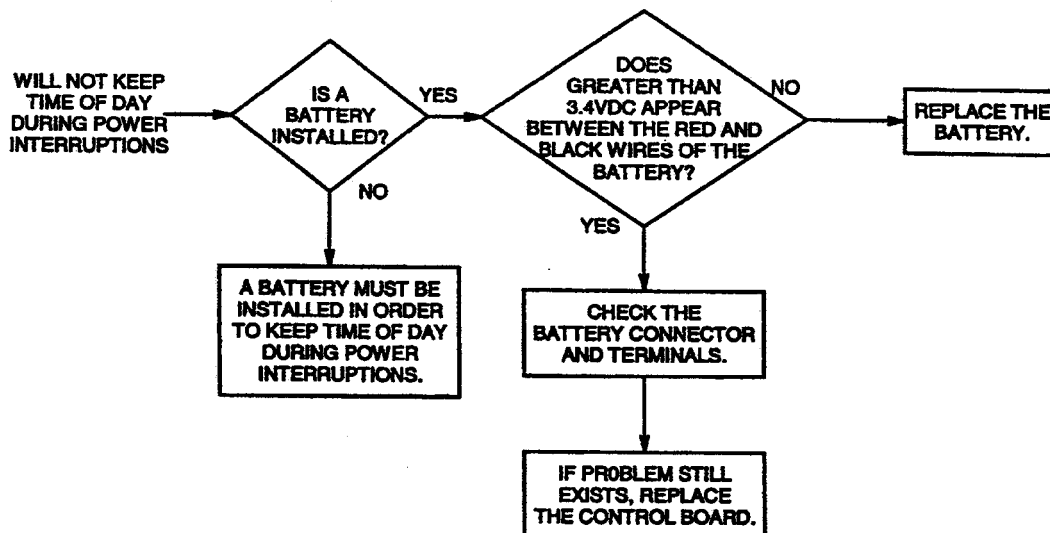 WILL NOT KEEP
TIME OF DAY
DURING POWER
INTERRUPTIONS
IS A
BATTERY
INSTALLED?
YES
NO
A BATTERY MUST BE
INSTALLED IN ORDER
TO KEEP TIME OF DAY
DURING POWER
INTERRUPTIONS.
DOES
GREATER THAN
3.4VDC APPEAR
BETWEEN THE RED AND
BLACK WIRES OF THE
BATTERY?
NO
REPLACE THE
BATTERY.
YES
CHECK THE
BATTERY CONNECTOR
AND TERMINALS.
IF PROBLEM STILL
EXISTS, REPLACE
THE CONTROL BOARD.